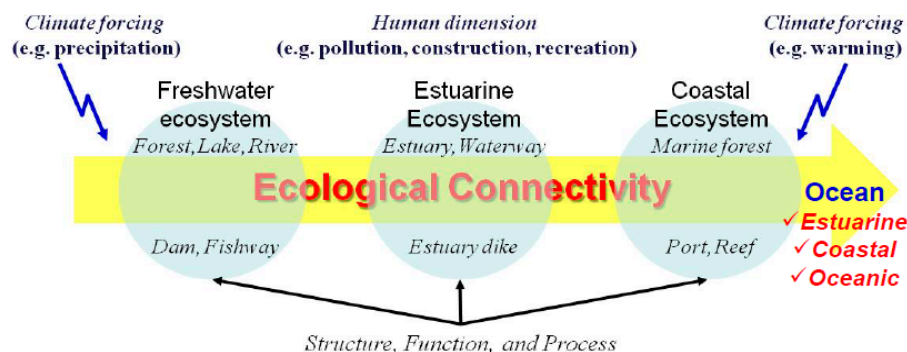 Climate forcing
(e.g. precipitation)
Human dimension
(e.g. pollution, construction, recreation)
Climate forcing
(e.g. warming)
Freshwater
ecosystem
Forest, Lake, River
Estuarine
Ecosystem
Estuary, Waterway
Coastal
Ecosystem
Marine forest
Ecological Connectivity
Ocean
✓Estuarine
✓Coastal
✓Oceanic
Dam, Fishway
Estuary dike
Port, Reef
Structure, Function, and Process